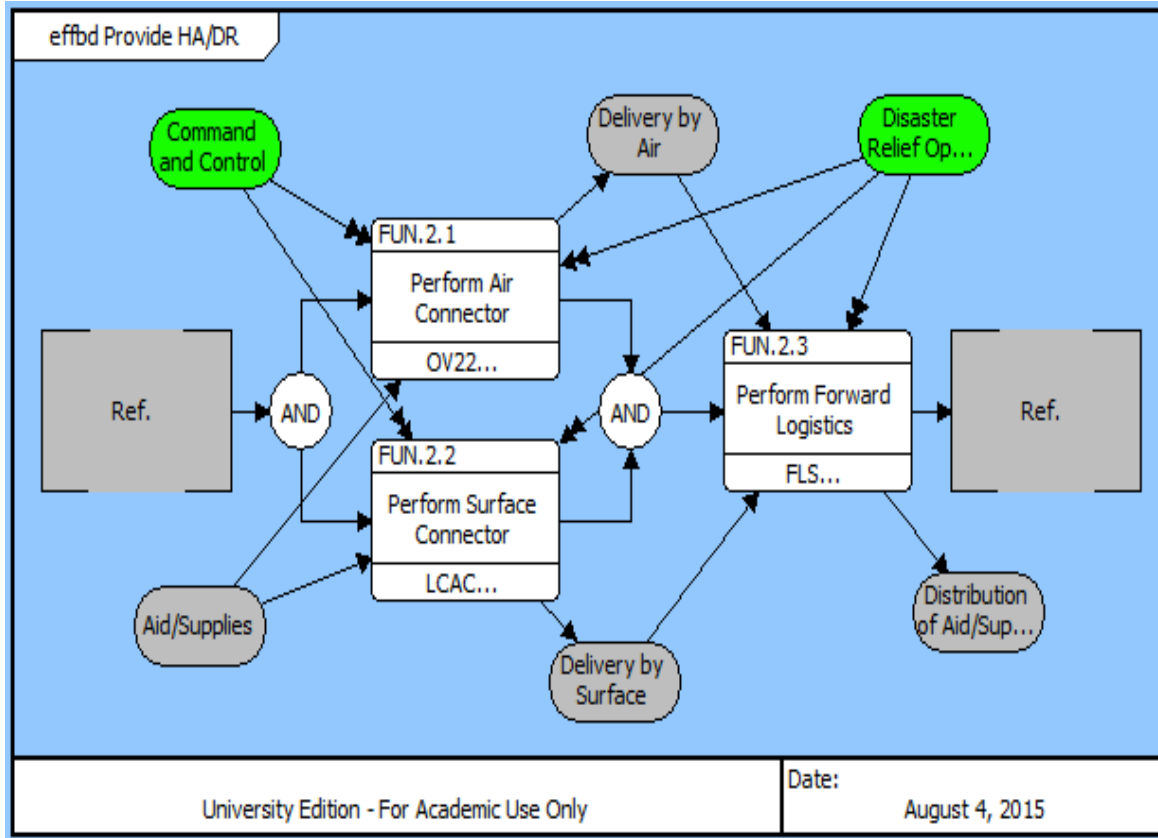 effbd Provide HA/DR
Command
and Control
Delivery by
Air
Disaster
Relief Op...
FUN.2.1
Perform Air
Connector
OV22...
Ref.
AND
AND
FUN.2.3
Perform Forward
Logistics
FLS...
Ref.
FUN.2.2
Perform Surface
Connector
LCAC...
Aid/Supplies
Delivery by
Surface
Distribution
of Aid/Sup...
University Edition - For Academic Use Only
Date:
August 4, 2015